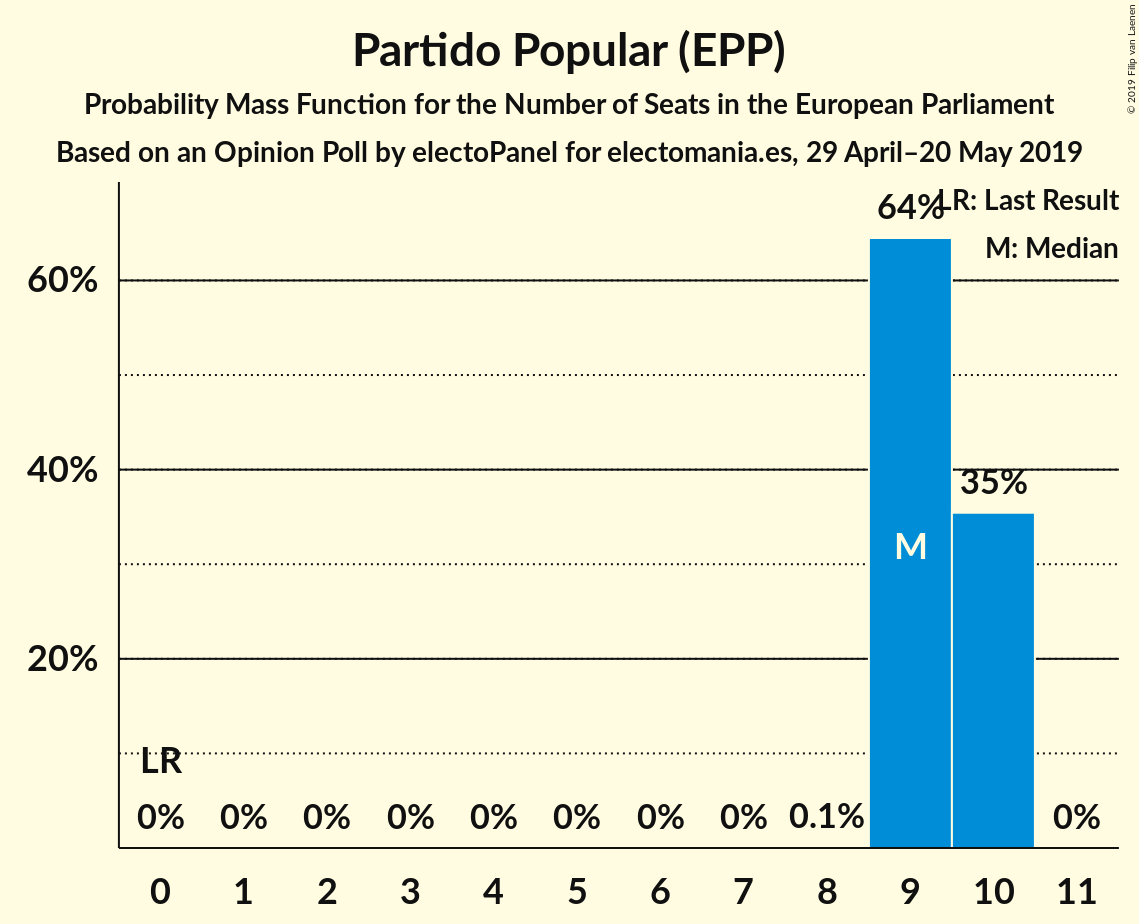 Partido Popular (EPP)
Probability Mass Function for the Number of Seats in the European Parliament
Based on an Opinion Poll by electoPanel for electomania.es, 29 April–20 May 2019
© 2019 Filip van Laenen
LR: Last Result
M: Median
64%
60%
40%
35%
M
20%
LR
0% 0% 0% 0% 0% 0% 0% 0% 0.1% 0%
0 1 2 3 4 5 6 7 8 9 10 11